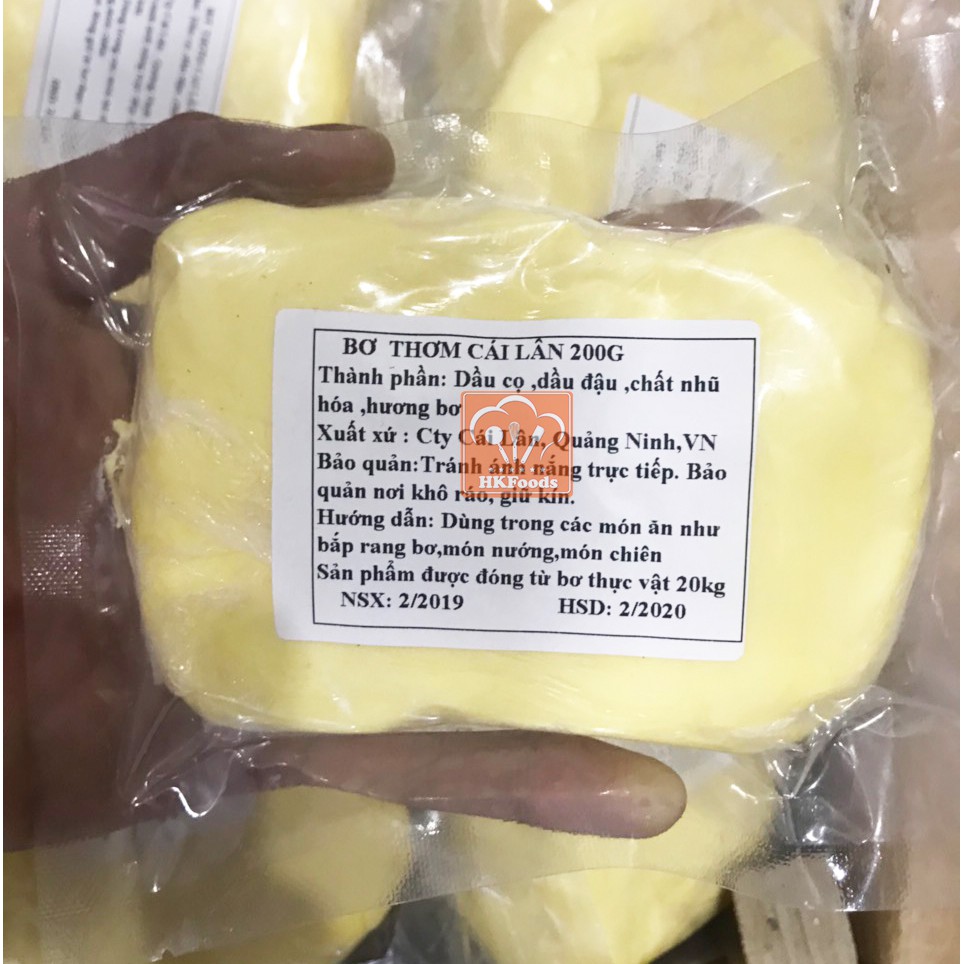 BƠ THƠM CÁI LÂN 200G
Thành phần: Dầu cọ ,dầu đậu ,chất nhũ
hóa ,hương bơ
Xuất xứ : Cty Cái Lân, Quảng Ninh,VN
Bảo quản:Tránh ánh nắng trực tiếp. Bảo
quản nơi khô ráo, giữ kín.
HKFoods
Hướng dẫn: Dùng trong các món ăn như
bắp rang bơ,món nướng,món chiên
Sản phẩm được đóng từ bơ thực vật 20kg
NSX: 2/2019 HSD: 2/2020